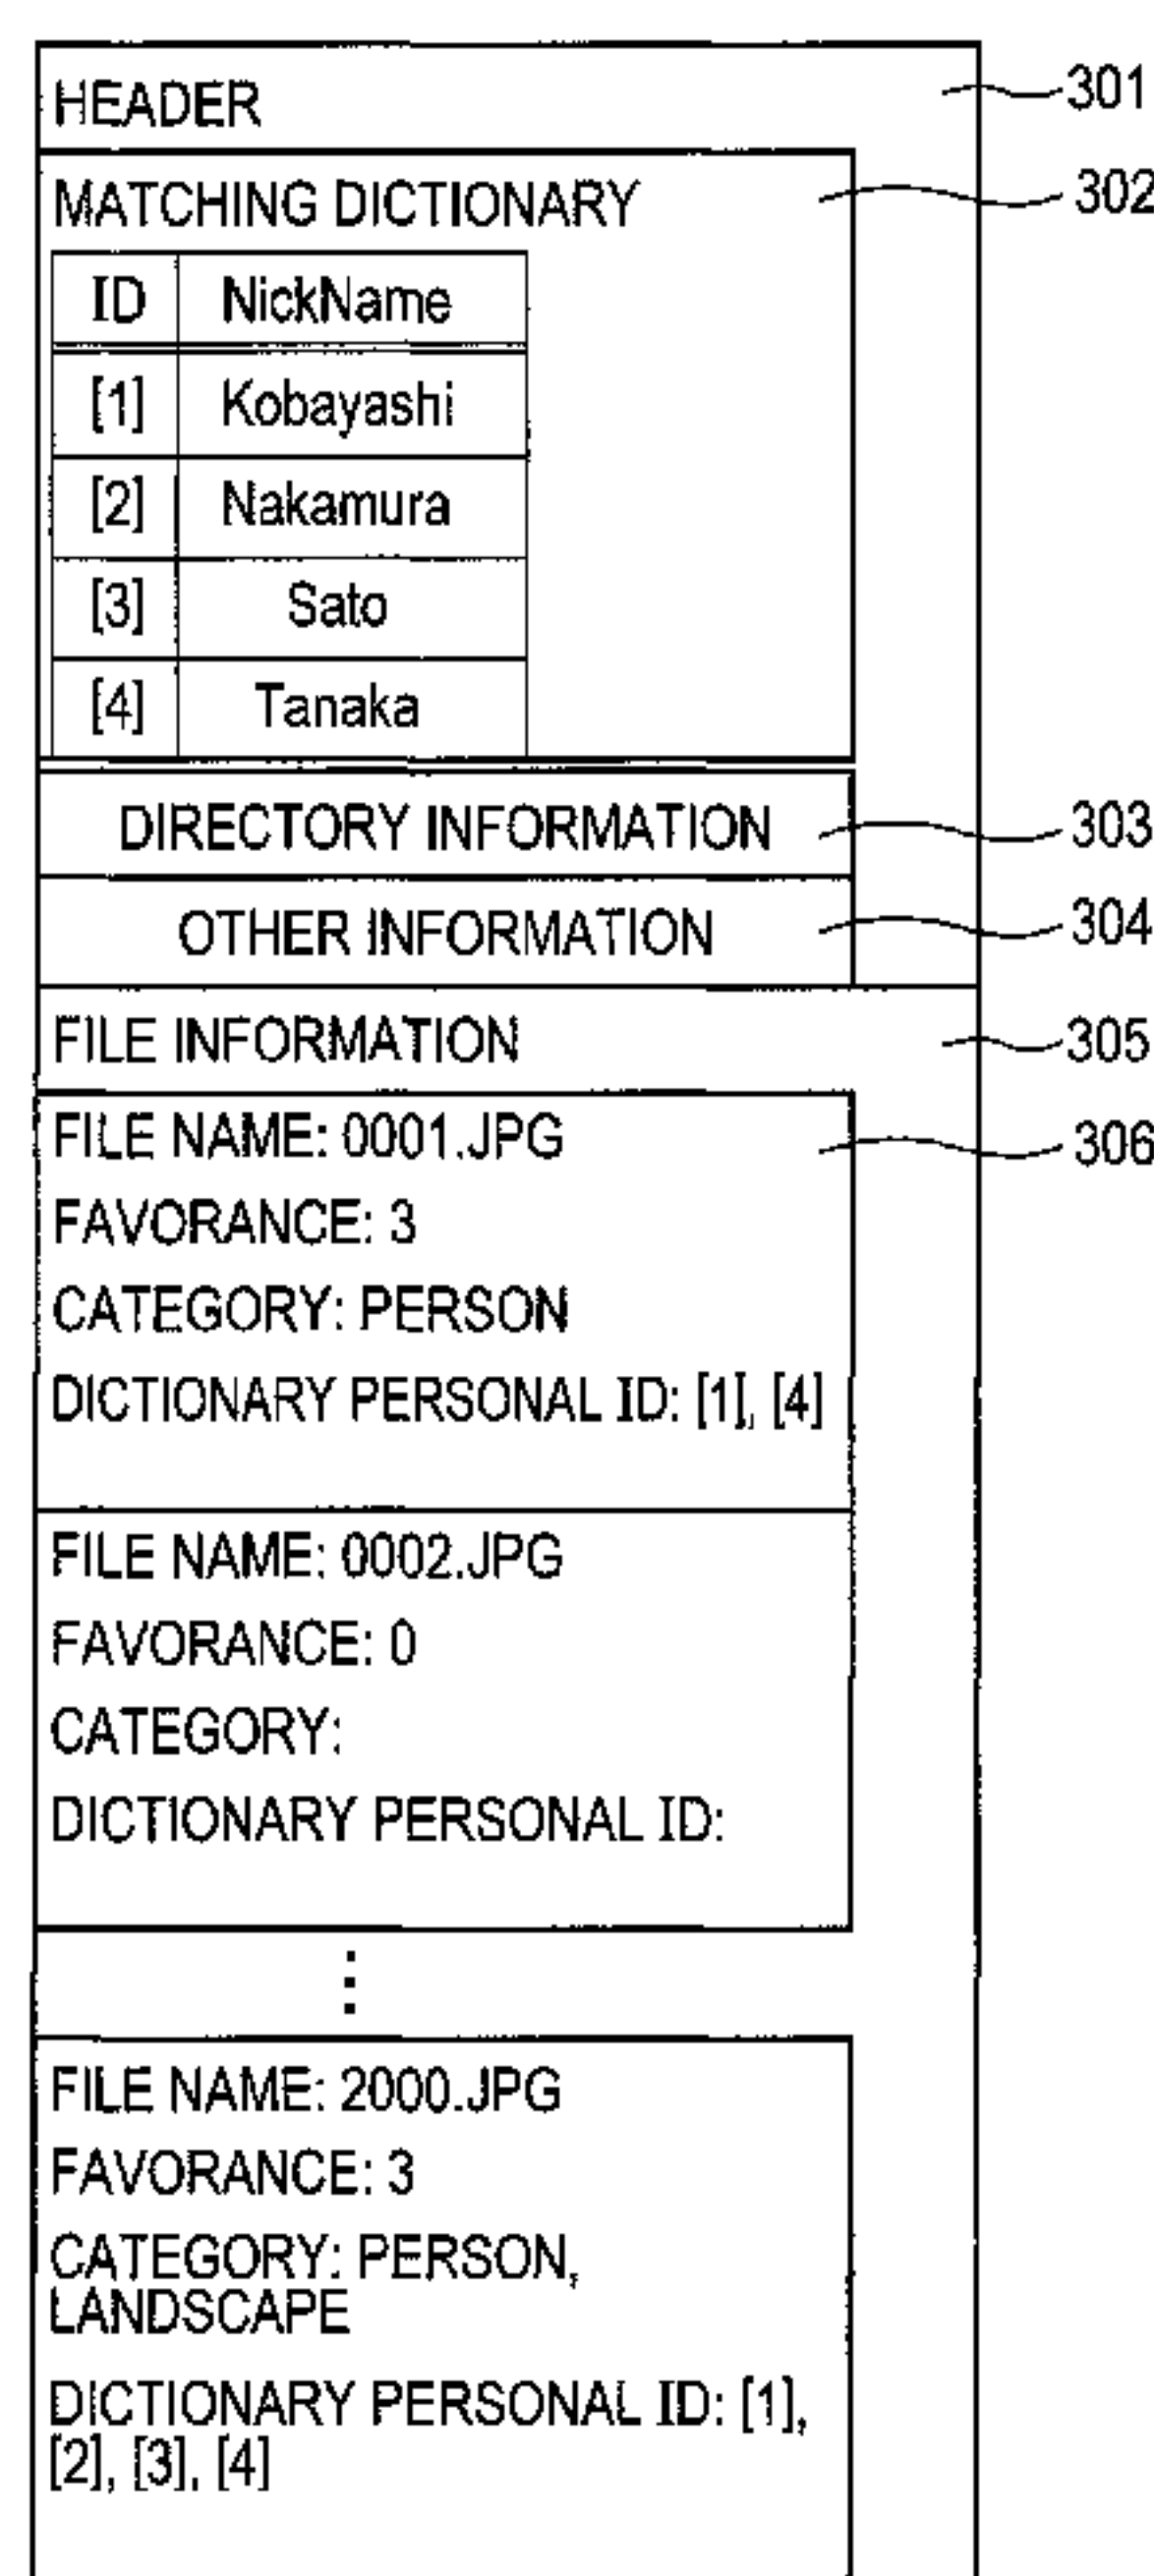 HEADER 301
MATCHING DICTIONARY 302
ID NickName
[1] Kobayashi
[2] Nakamura
[3] Sato
[4] Tanaka
DIRECTORY INFORMATION 303
OTHER INFORMATION 304
FILE INFORMATION 305
FILE NAME: 0001.JPG 306
FAVORANCE: 3
CATEGORY: PERSON
DICTIONARY PERSONAL ID: [1], [4]
FILE NAME: 0002.JPG
FAVORANCE: 0
CATEGORY:
DICTIONARY PERSONAL ID:
⋮
FILE NAME: 2000.JPG
FAVORANCE: 3
CATEGORY: PERSON,
LANDSCAPE
DICTIONARY PERSONAL ID: [1],
[2], [3], [4]